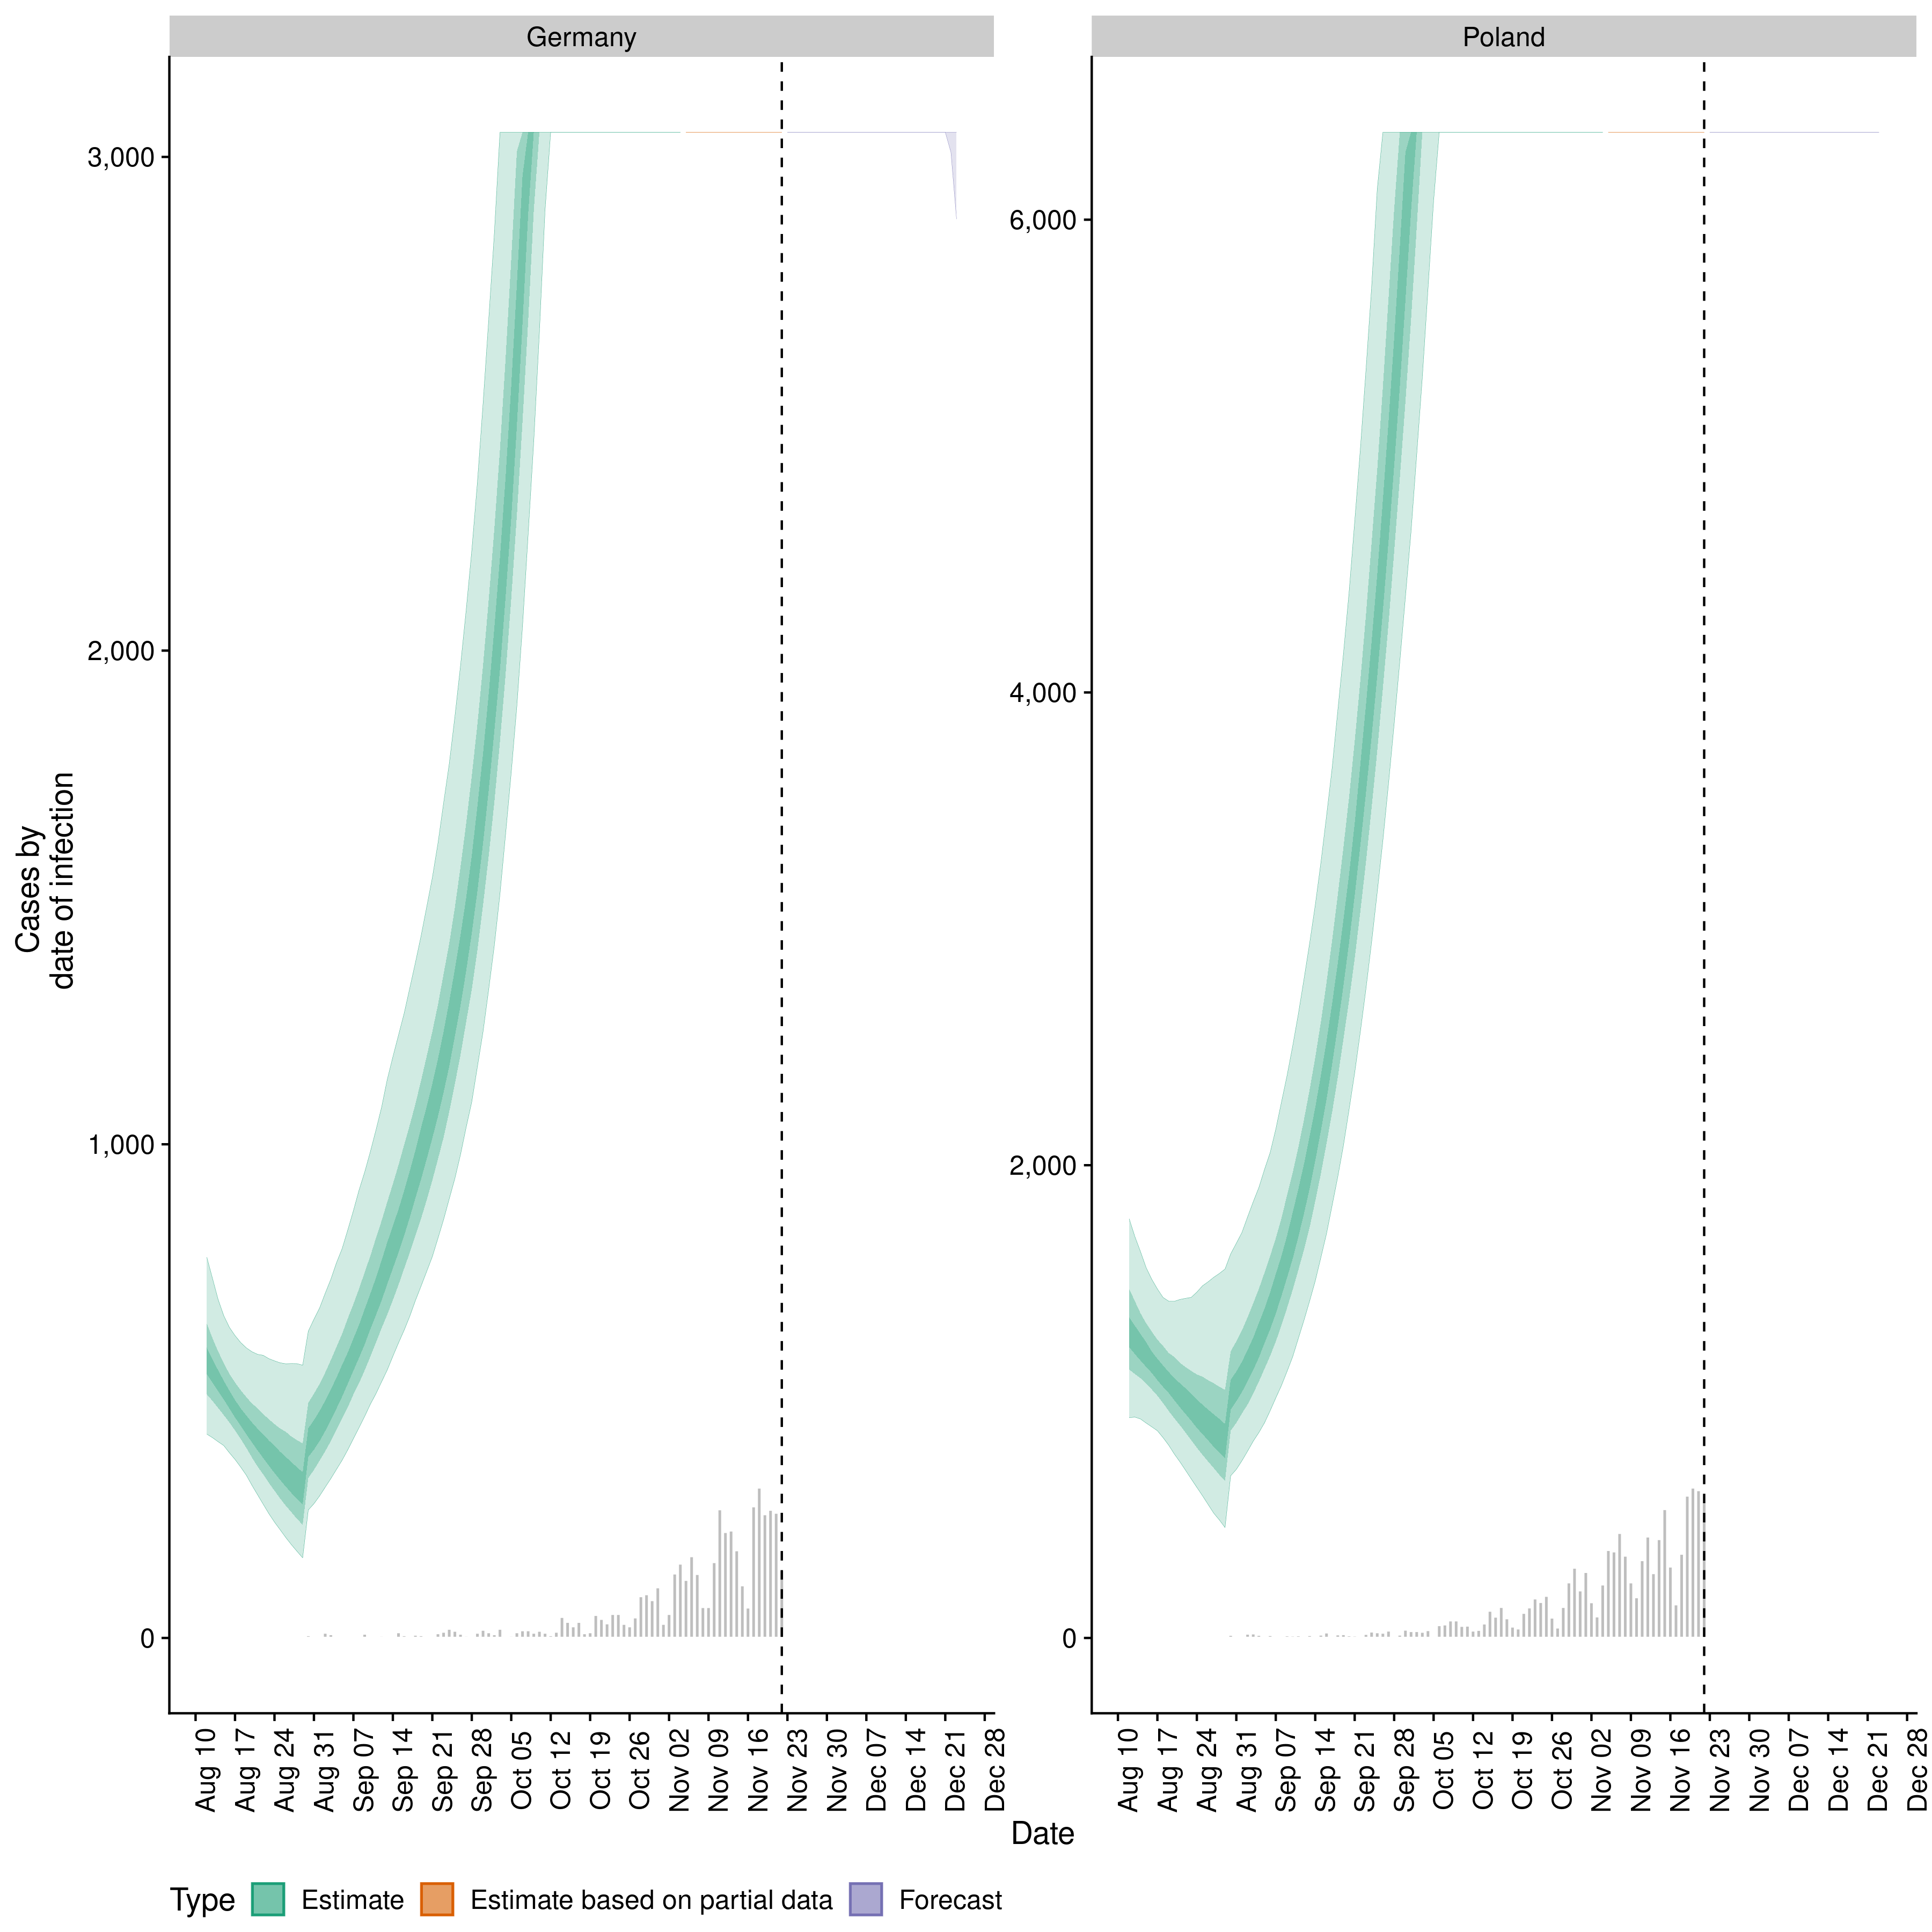 Germany
Poland
Cases by
date of infection
3,000
2,000
1,000
0
6,000
4,000
2,000
0
Aug 10
Aug 17
Aug 24
Aug 31
Sep 07
Sep 14
Sep 21
Sep 28
Oct 05
Oct 12
Oct 19
Oct 26
Nov 02
Nov 09
Nov 16
Nov 23
Nov 30
Dec 07
Dec 14
Dec 21
Dec 28
Aug 10
Aug 17
Aug 24
Aug 31
Sep 07
Sep 14
Sep 21
Sep 28
Oct 05
Oct 12
Oct 19
Oct 26
Nov 02
Nov 09
Nov 16
Nov 23
Nov 30
Dec 07
Dec 14
Dec 21
Dec 28
Date
Type Estimate Estimate based on partial data Forecast